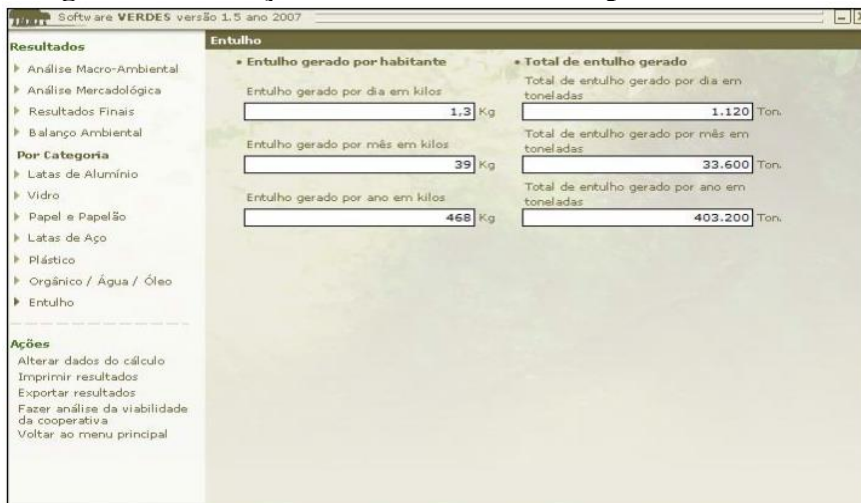 Software VERDES versão 1.5 ano 2007
Resultados
Análise Macro-Ambiental
Análise Mercadológica
Resultados Finais
Balanço Ambiental
Por Categoria
Latas de Alumínio
Vidro
Papel e Papelão
Latas de Aço
Plástico
Orgânico / Água / Óleo
Entulho
Ações
Alterar dados do cálculo
Imprimir resultados
Exportar resultados
Fazer análise da viabilidade
da cooperativa
Voltar ao menu principal
Entulho
• Entulho gerado por habitante
Entulho gerado por dia em kilos
1,3 Kg
Entulho gerado por mês em kilos
39 Kg
Entulho gerado por ano em kilos
468 Kg
• Total de entulho gerado
Total de entulho gerado por dia em
toneladas
1.120 Ton.
Total de entulho gerado por mês em
toneladas
33.600 Ton.
Total de entulho gerado por ano em
toneladas
403.200 Ton.